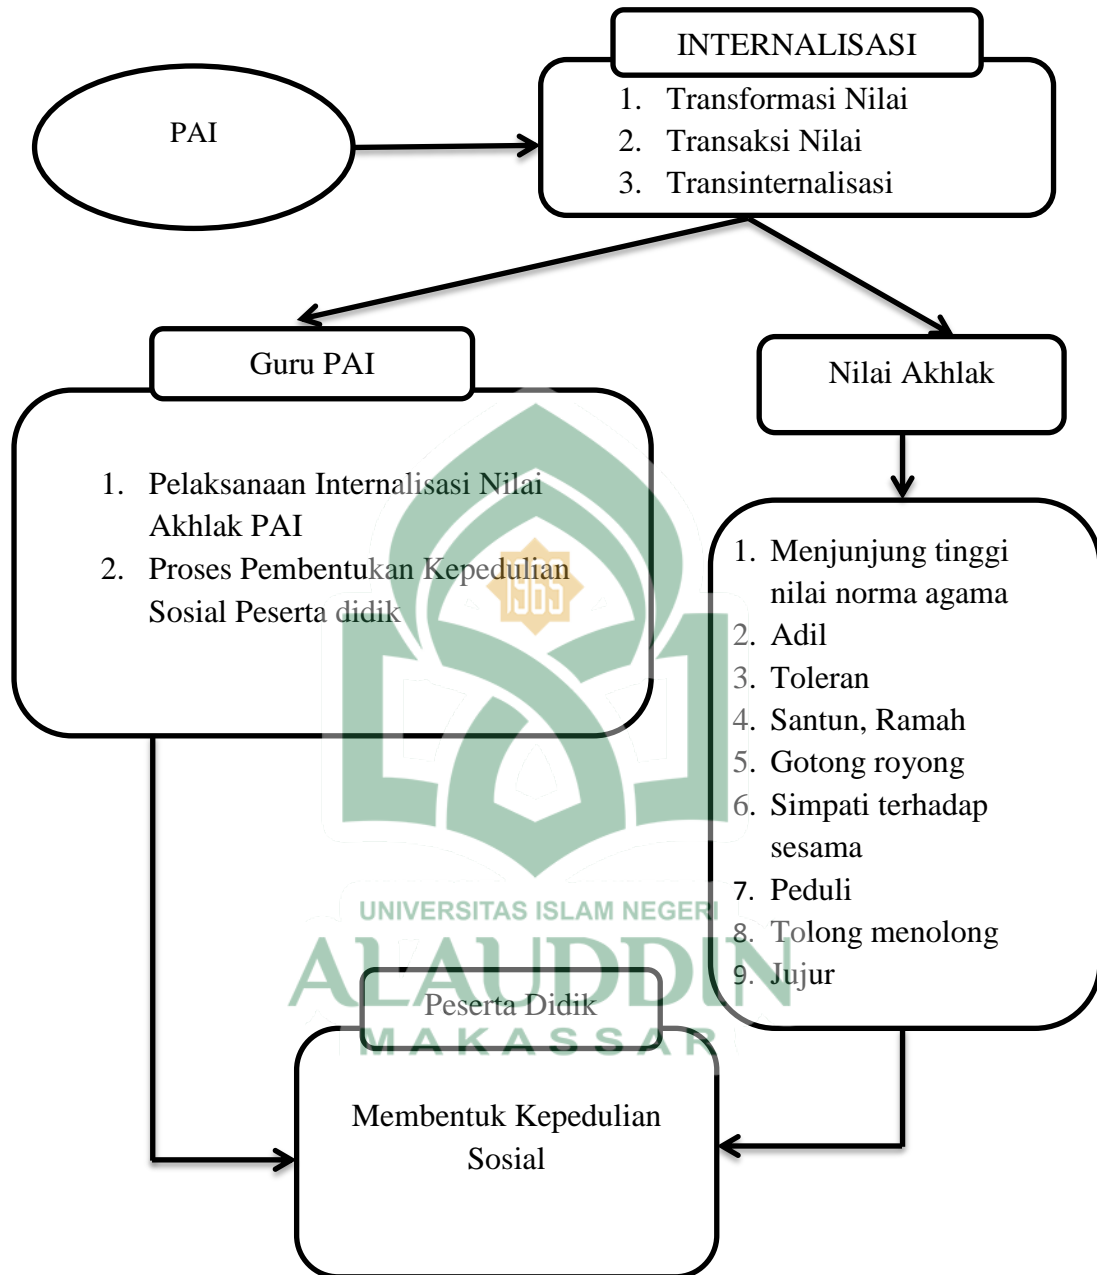 INTERNALISASI
PAI
1. Transformasi Nilai
2. Transaksi Nilai
3. Transinternalisasi
Guru PAI
Nilai Akhlak
1. Pelaksanaan Internalisasi Nilai
Akhlak PAI
2. Proses Pembentukan Kepedulian
Sosial Peserta didik
1965
1. Menjunjung tinggi
nilai norma agama
2. Adil
3. Toleran
4. Santun, Ramah
5. Gotong royong
6. Simpati terhadap
sesama
7. Peduli
8. Tolong menolong
9. Jujur
UNIVERSITAS ISLAM NEGERI
ALAUDDIN
MAKASSAR
Peserta Didik
Membentuk Kepedulian
Sosial